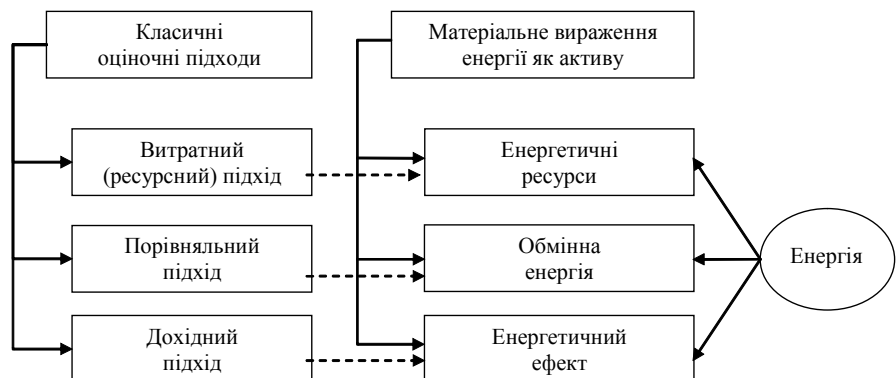 Класичні
оціночні підходи
Матеріальне вираження
енергії як активу
Витратний
(ресурсний) підхід
Енергетичні
ресурси
Порівняльний
підхід
Обмінна
енергія
Енергія
Дохідний
підхід
Енергетичний
ефект